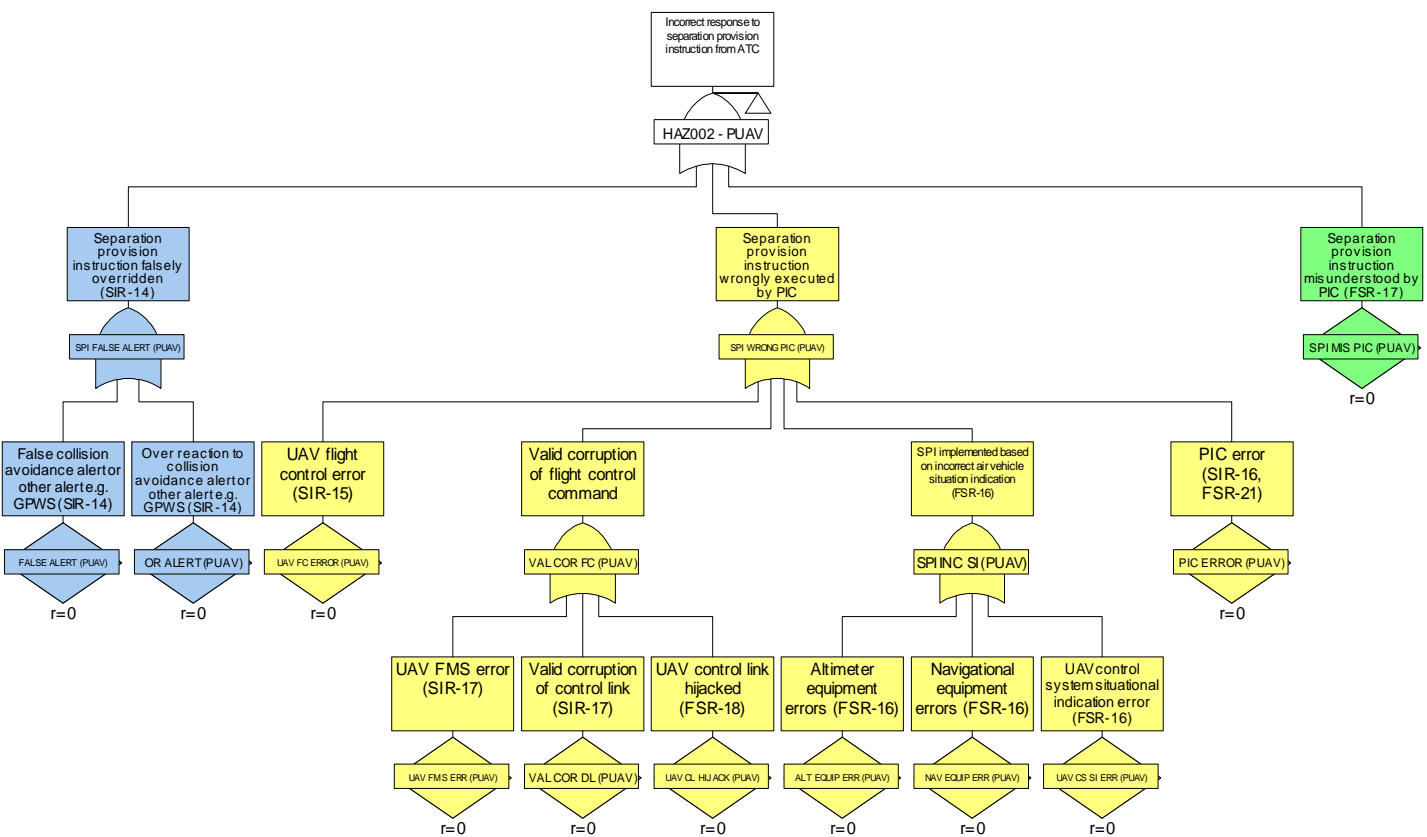 Incorrect response to
separation provision
instruction from ATC
HAZ002 - PUAV
Separation
provision
instruction falsely
overridden
(SIR-14)
SPI FALSE ALERT (PUAV)
Separation
provision
instruction
wrongly executed
by PIC
SPI WRONG PIC (PUAV)
Separation
provision
instruction
misunderstood by
PIC (FSR-17)
SPI MIS PIC (PUAV)
r=0
False collision
avoidance alert or
other alert e.g.
GPWS (SIR-14)
FALSE ALERT (PUAV)
r=0
Over reaction to
collision
avoidance alert or
other alert e.g.
GPWS (SIR-14)
OR ALERT (PUAV)
r=0
UAV flight
control error
(SIR-15)
UAV FC ERROR (PUAV)
r=0
Valid corruption
of flight control
command
VAL COR FC (PUAV)
SPI implemented based
on incorrect air vehicle
situation indication
(FSR-16)
SPI INC SI (PUAV)
PIC error
(SIR-16,
FSR-21)
PIC ERROR (PUAV)
r=0
UAV FMS error
(SIR-17)
UAV FMS ERR (PUAV)
r=0
Valid corruption
of control link
(SIR-17)
VAL COR DL (PUAV)
r=0
UAV control link
hijacked
(FSR-18)
UAV CL HIJACK (PUAV)
r=0
Altimeter
equipment
errors (FSR-16)
ALT EQUIP ERR (PUAV)
r=0
Navigational
equipment
errors (FSR-16)
NAV EQUIP ERR (PUAV)
r=0
UAV control
system situational
indication error
(FSR-16)
UAV CS SI ERR (PUAV)
r=0